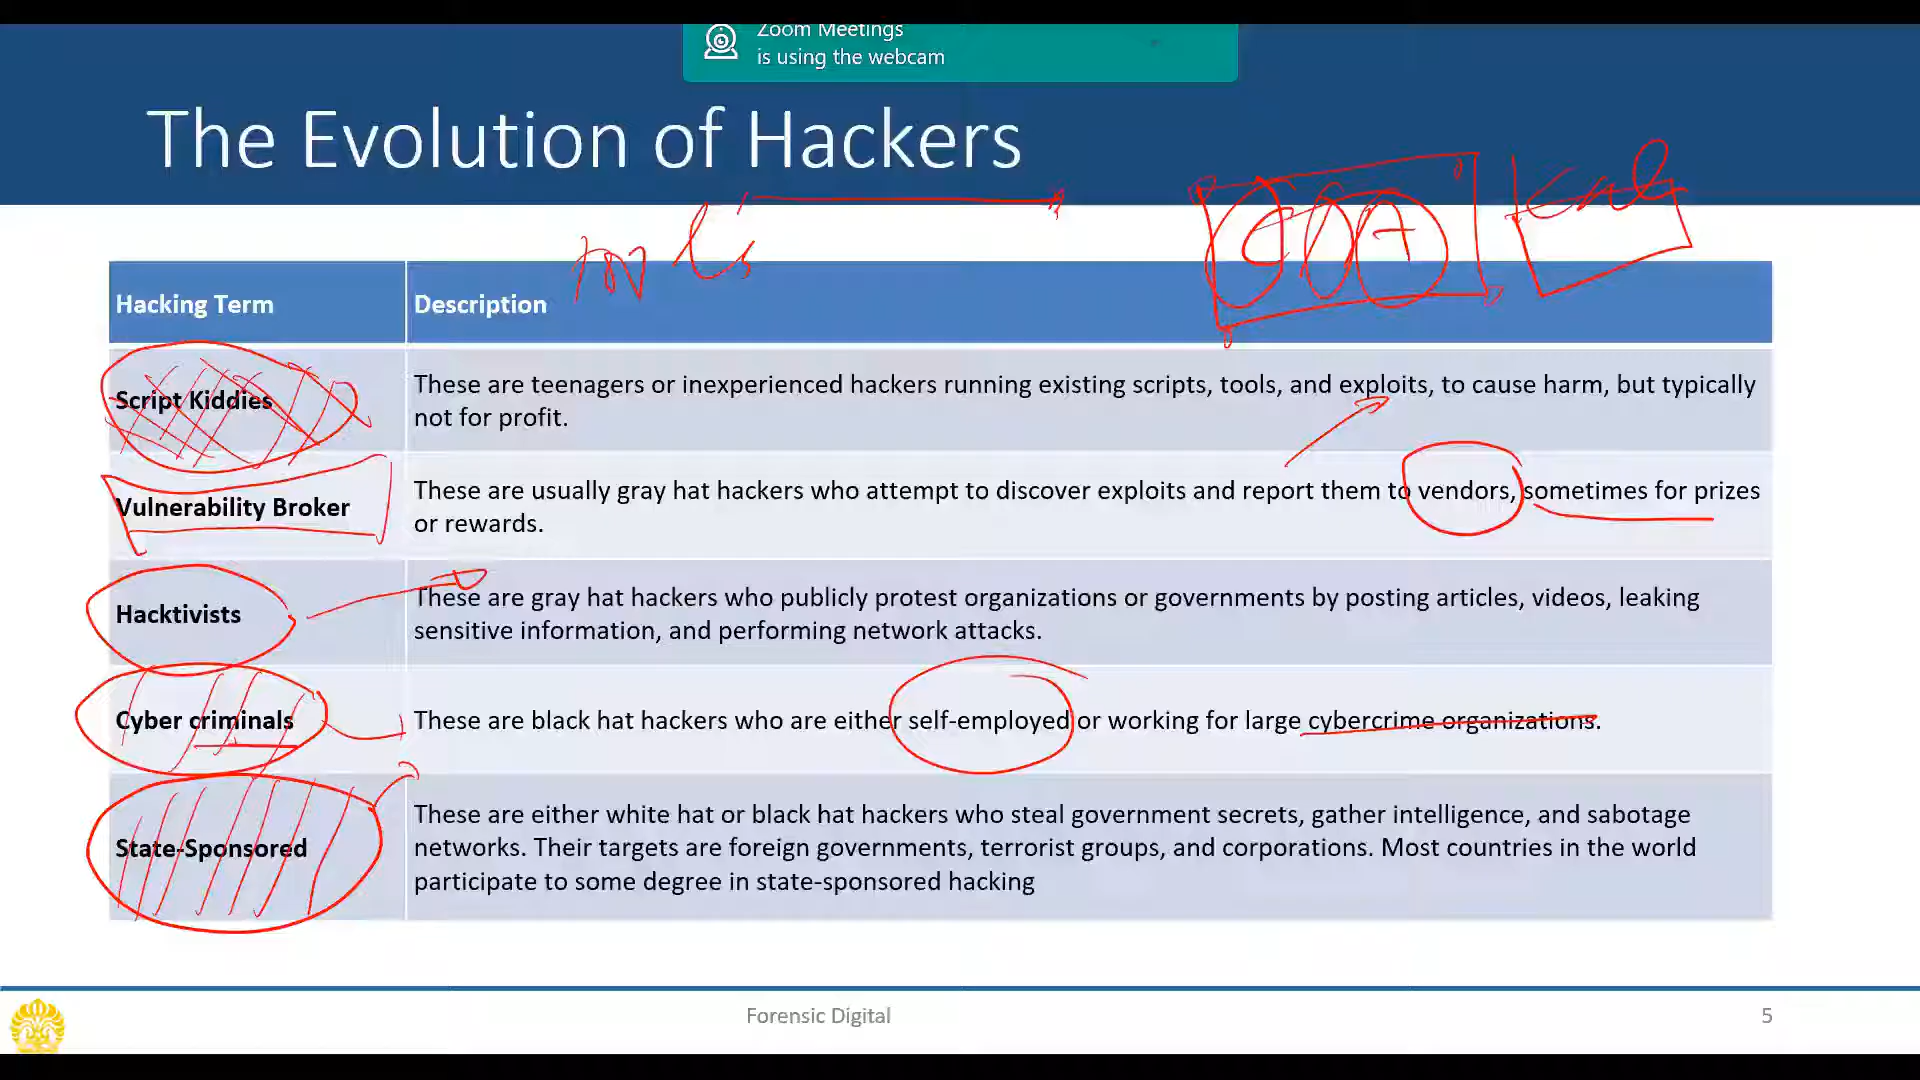 Zoom Meetings
is using the webcam
The Evolution of Hackers
Hacking Term
Description
Script Kiddies
These are teenagers or inexperienced hackers running existing scripts, tools, and exploits, to cause harm, but typically
not for profit.
Vulnerability Broker
These are usually gray hat hackers who attempt to discover exploits and report them to vendors, sometimes for prizes
or rewards.
Hacktivists
These are gray hat hackers who publicly protest organizations or governments by posting articles, videos, leaking
sensitive information, and performing network attacks.
Cyber criminals
These are black hat hackers who are either self-employed or working for large cybercrime organizations.
State-Sponsored
These are either white hat or black hat hackers who steal government secrets, gather intelligence, and sabotage
networks. Their targets are foreign governments, terrorist groups, and corporations. Most countries in the world
participate to some degree in state-sponsored hacking
Forensic Digital
5